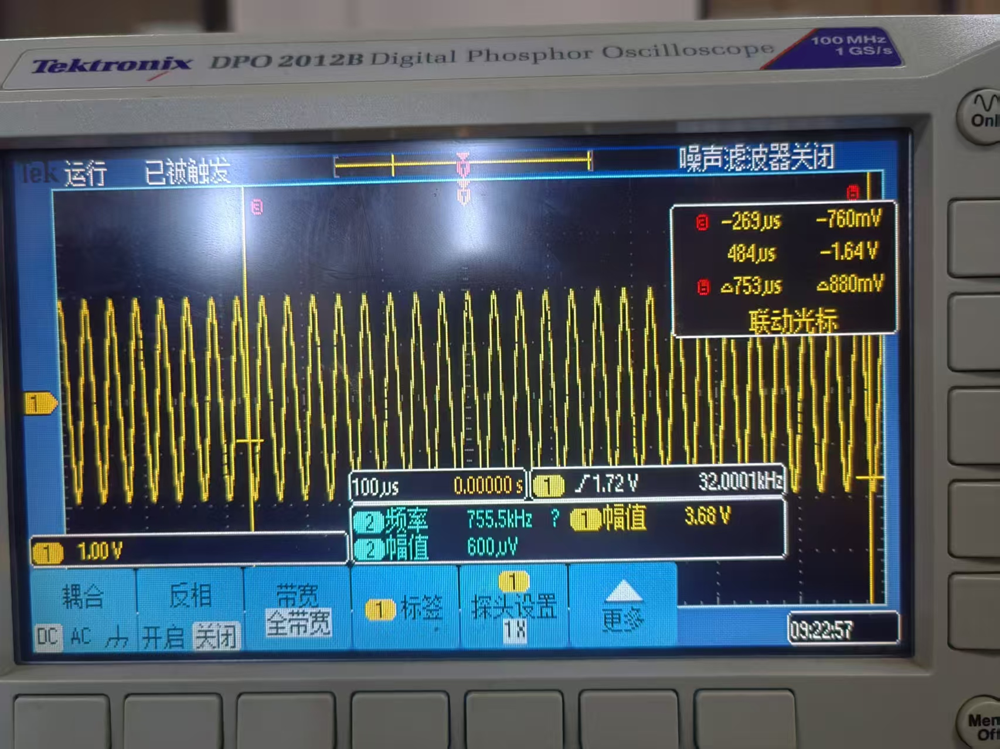 Tektronix DPO 2012B Digital Phosphor Oscilloscope
100 MHz
1 GS/s
Onl
Tek 运行 已被触发 噪声滤波器关闭
a -269µs -760mV
b 484µs -1.64 V
△753µs △880mV
联动光标
1
100µs 0.00000 s
1 1.72 V 32.0001kHz
2 频率 755.5kHz ? 1 幅值 3.68 V
2 幅值 600µV
1 1.00 V
耦合 DC AC
反相 开启 关闭
带宽 全带宽
1 标签
1 探头设置 1X
更多
09:22:57
Men
Off